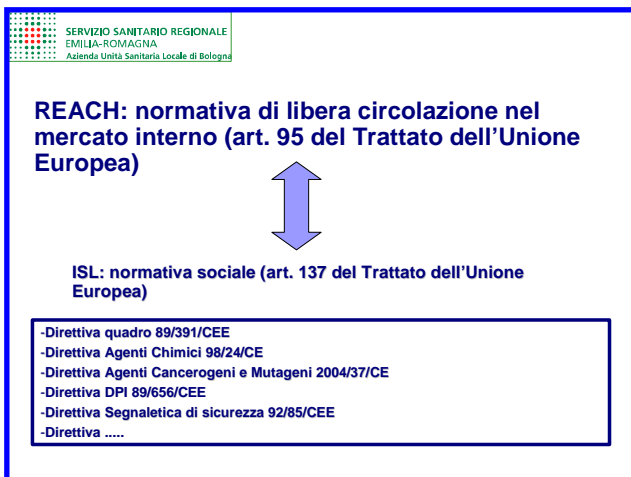 SERVIZIO SANITARIO REGIONALE
EMILIA-ROMAGNA
Azienda Unità Sanitaria Locale di Bologna
REACH: normativa di libera circolazione nel
mercato interno (art. 95 del Trattato dell'Unione
Europea)
ISL: normativa sociale (art. 137 del Trattato dell'Unione
Europea)
-Direttiva quadro 89/391/CEE
-Direttiva Agenti Chimici 98/24/CE
-Direttiva Agenti Cancerogeni e Mutageni 2004/37/CE
-Direttiva DPI 89/656/CEE
-Direttiva Segnaletica di sicurezza 92/85/CEE
-Direttiva .....